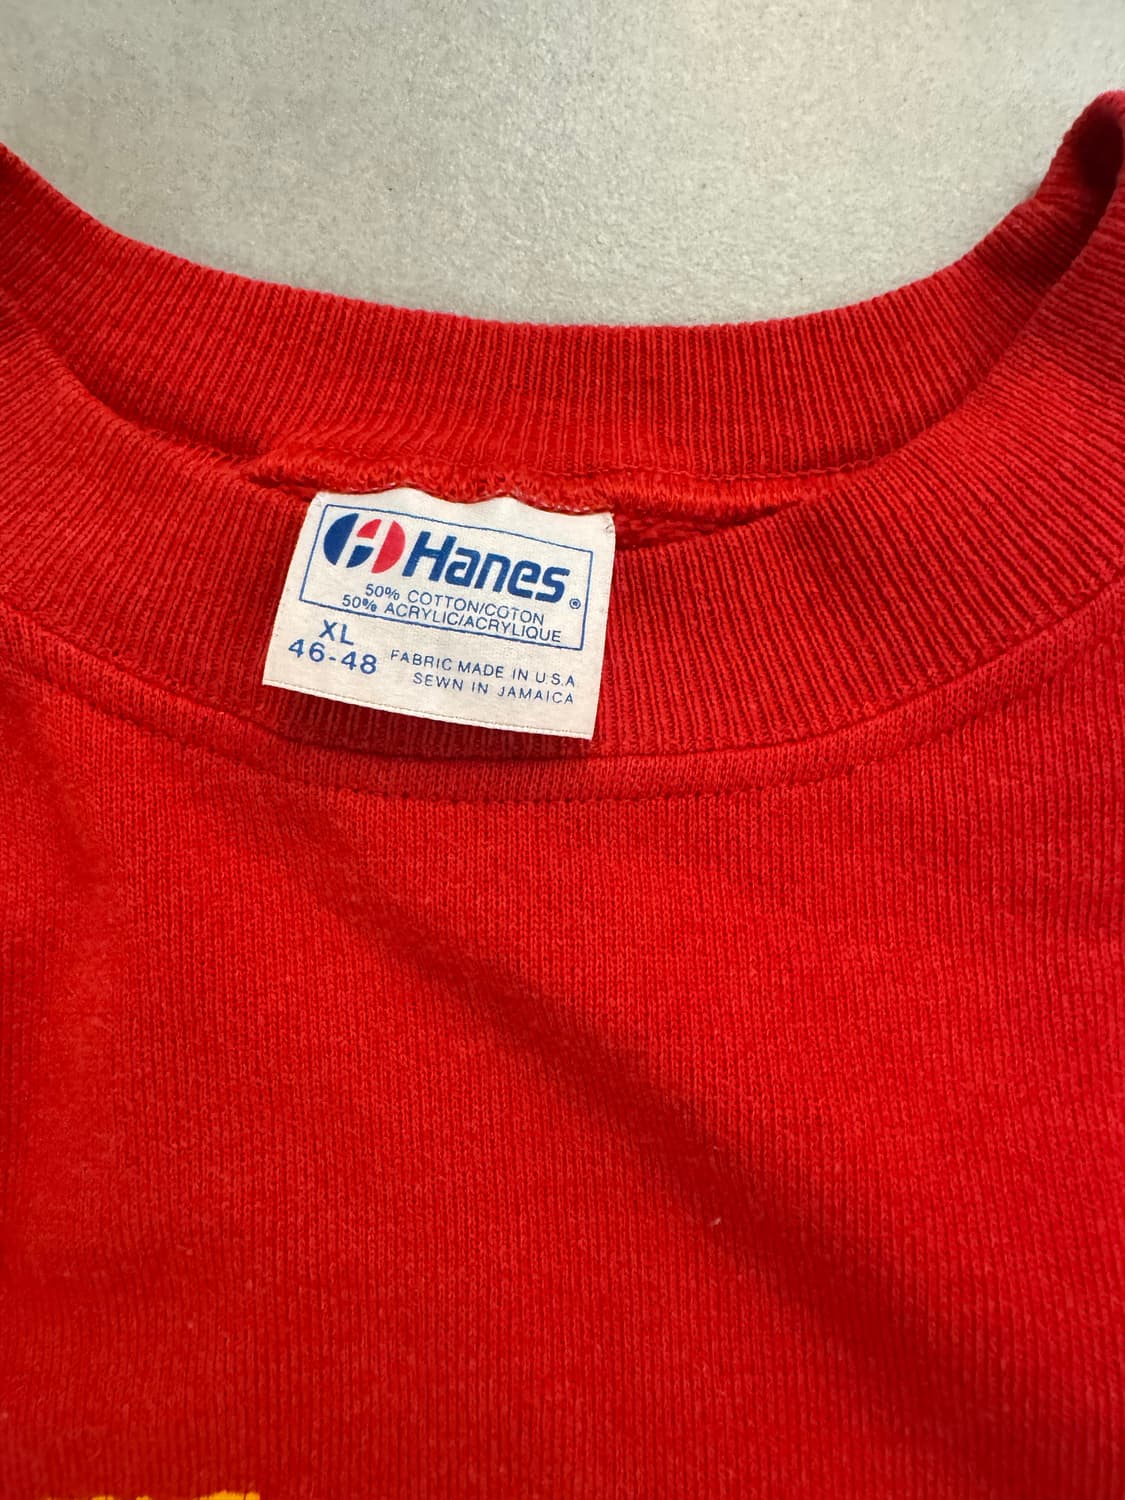 Hanes®
50% COTTON/COTON
50% ACRYLIC/ACRYLIQUE
XL
46-48
FABRIC MADE IN U.S.A
SEWN IN JAMAICA